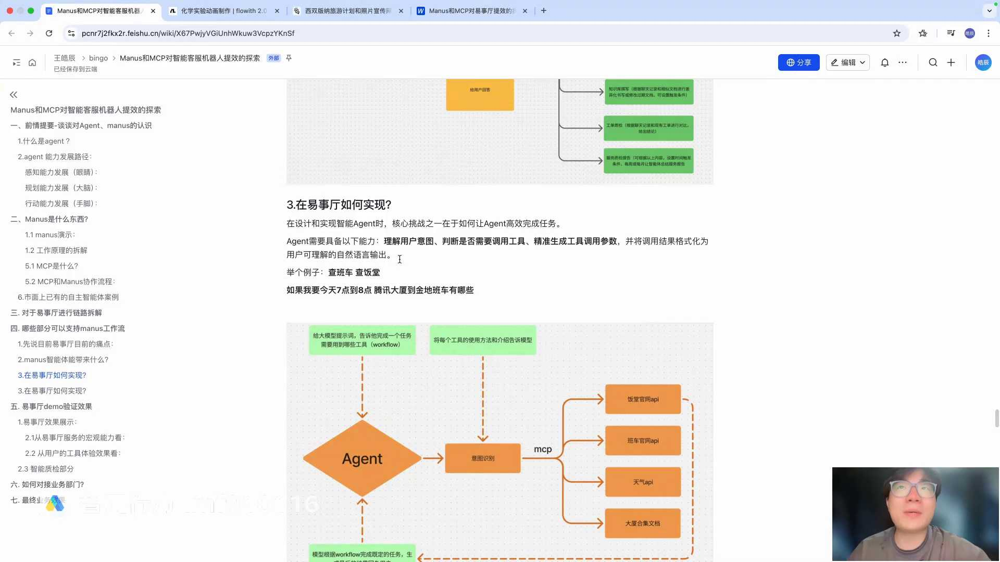 Manus和MCP对智能客服机器
化学实验动画制作 | flowith 2.0
西双版纳旅游计划和照片宣传网
Manus和MCP对易事厅提效的探
pcnr7j2fkx2r.feishu.cn/wiki/X67PwjyVGiUnhWkuw3VcpzYKnSf
皓辰
王皓辰 > bingo > Manus和MCP对智能客服机器人提效的探索 外部
已经保存到云端
分享
编辑
皓辰
Manus和MCP对智能客服机器人提效的探索
一、前情提要-谈谈对Agent、manus的认识
1.什么是agent？
2.agent 能力发展路径：
感知能力发展（眼睛）：
规划能力发展（大脑）：
行动能力发展（手脚）：
二、Manus是什么东西?
1.1 manus演示：
1.2 工作原理的拆解
5.1 MCP是什么?
5.2 MCP和Manus协作流程：
6.市面上已有的自主智能体案例
三. 对于易事厅进行链路拆解
四. 哪些部分可以支持manus工作流
1.先说目前易事厅目前的痛点：
2.manus智能体能带来什么?
3.在易事厅如何实现?
3.在易事厅如何实现?
五. 易事厅demo验证效果
1.易事厅效果展示：
2.1从易事厅服务的宏观能力看：
2.2 从用户的工具体验效果看：
2.3 智能质检部分
六. 如何对接业务部门?
七. 最终业务效果
给用户回答
知识库撰写（根据聊天记录和相似文档进行差
异化书写或修改过期文档，可设置触发条件）
工单质检（根据聊天记录和现有工单进行对比，
给出结论）
服务质检报告（可根据以上内容，设置时间触发
条件，每周或每月让智能体总结服务报告
3.在易事厅如何实现?
在设计和实现智能Agent时，核心挑战之一在于如何让Agent高效完成任务。
Agent需要具备以下能力：理解用户意图、判断是否需要调用工具、精准生成工具调用参数，并将调用结果格式化为
用户可理解的自然语言输出。
举个例子：查班车 查饭堂
如果我要今天7点到8点 腾讯大厦到金地班车有哪些
给大模型提示词，告诉他完成一个任务
需要用到哪些工具（workflow）
将每个工具的使用方法和介绍告诉模型
Agent
意图识别
mcp
饭堂官网api
班车官网api
天气api
大厦合集文档
模型根据workflow完成既定的任务，生